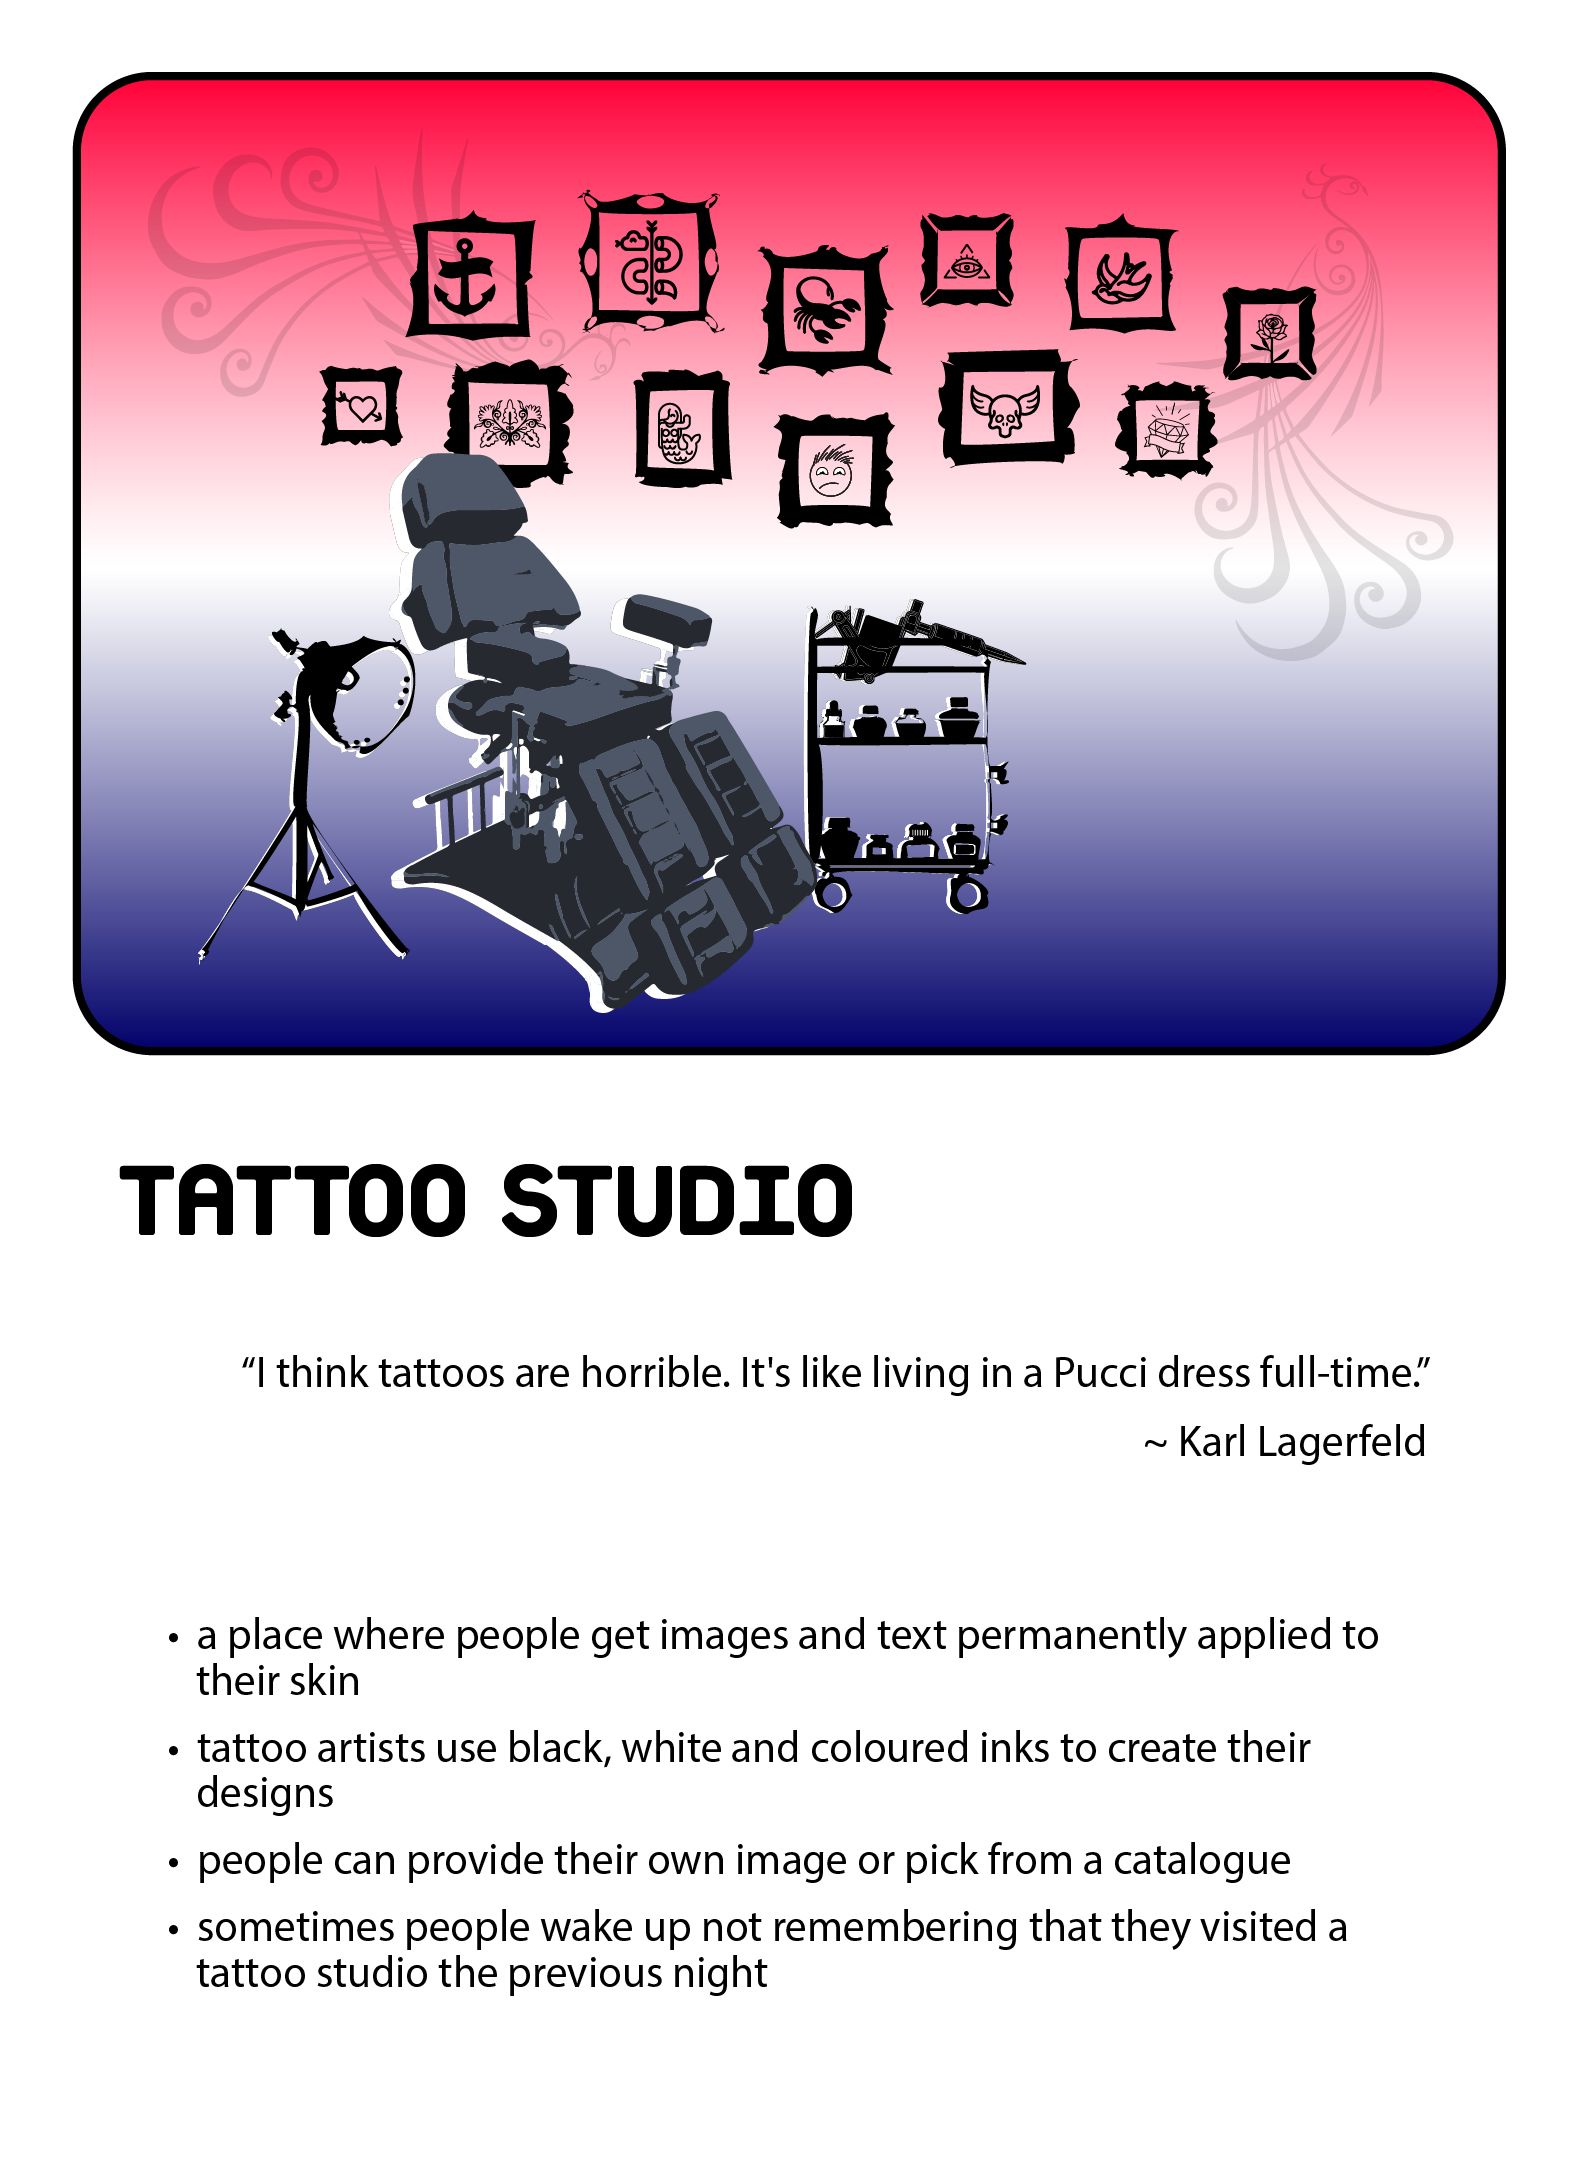 TATTOO STUDIO
“I think tattoos are horrible. It's like living in a Pucci dress full-time.”
~ Karl Lagerfeld
• a place where people get images and text permanently applied to
their skin
• tattoo artists use black, white and coloured inks to create their
designs
• people can provide their own image or pick from a catalogue
• sometimes people wake up not remembering that they visited a
tattoo studio the previous night